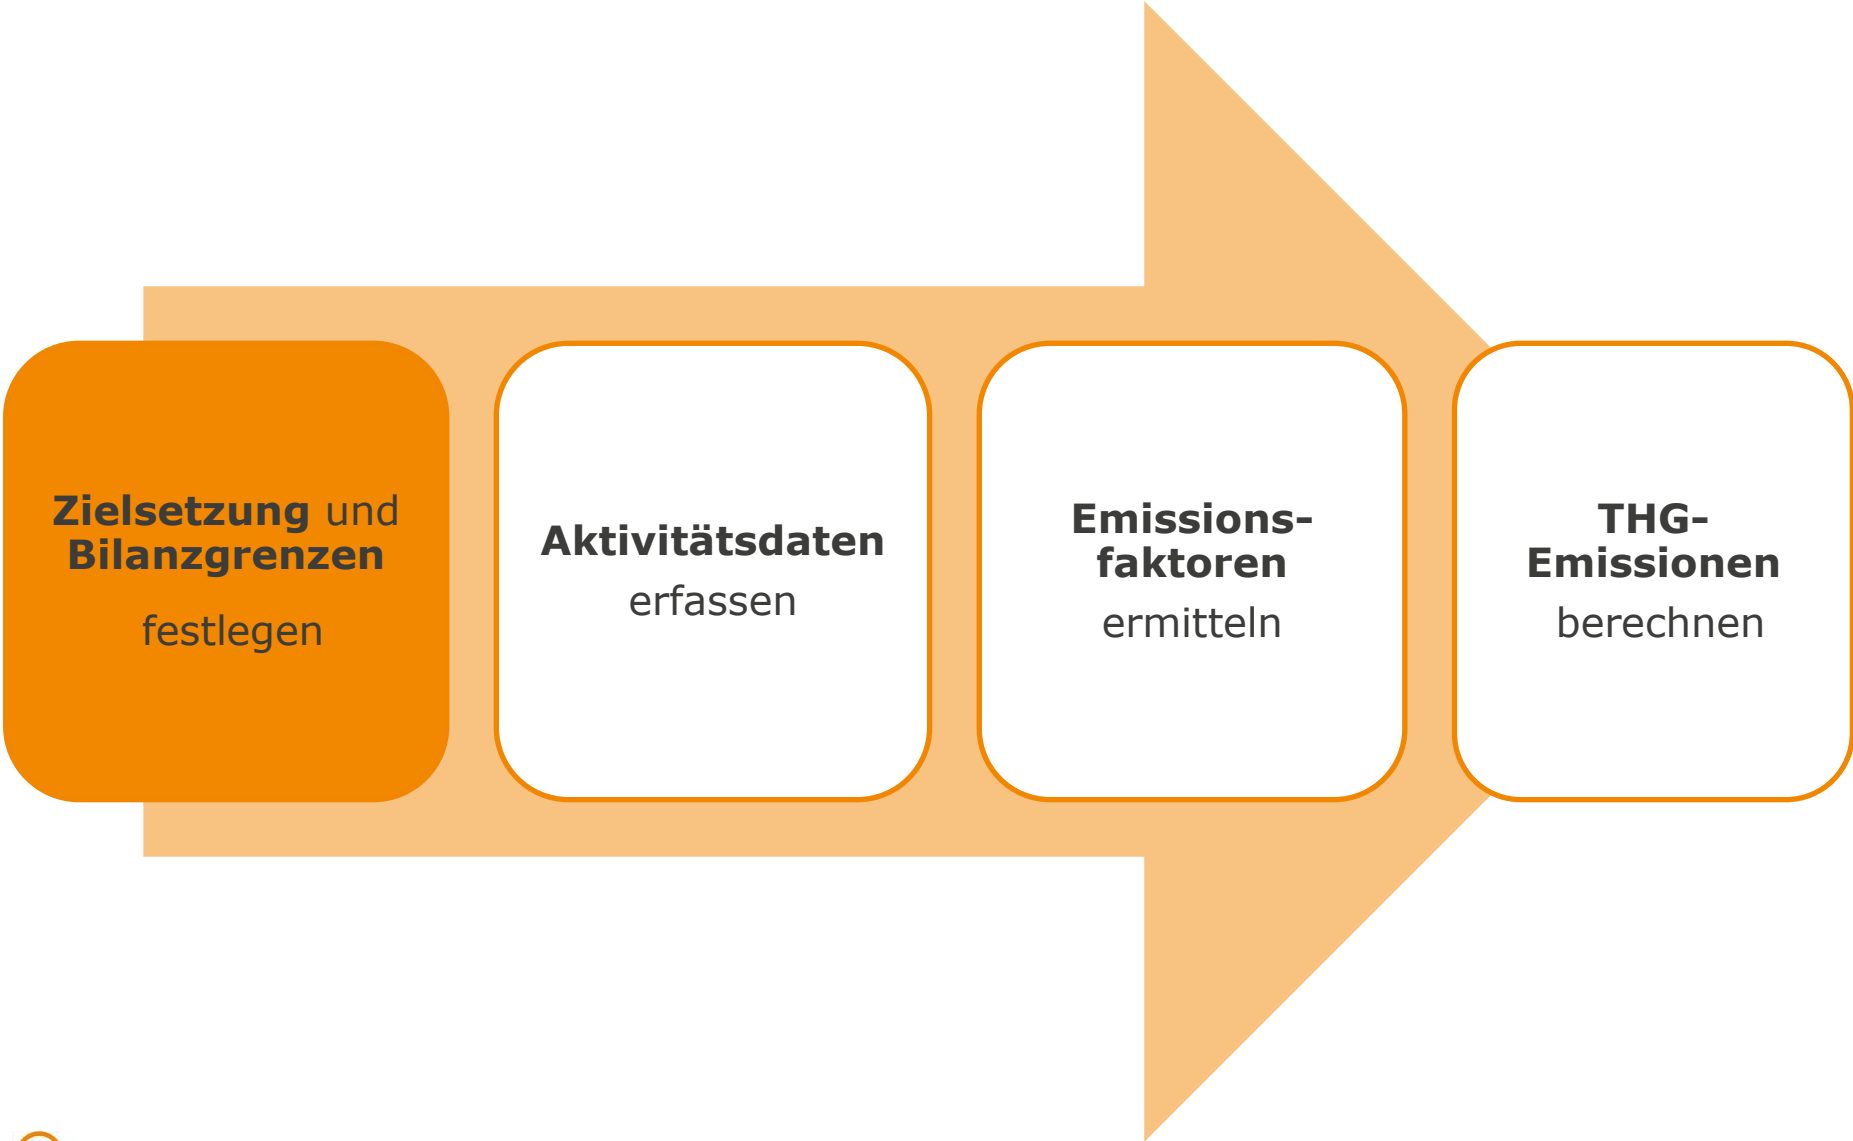 Zielsetzung und
Bilanzgrenzen
festlegen
Aktivitätsdaten
erfassen
Emissions-
faktoren
ermitteln
THG-
Emissionen
berechnen